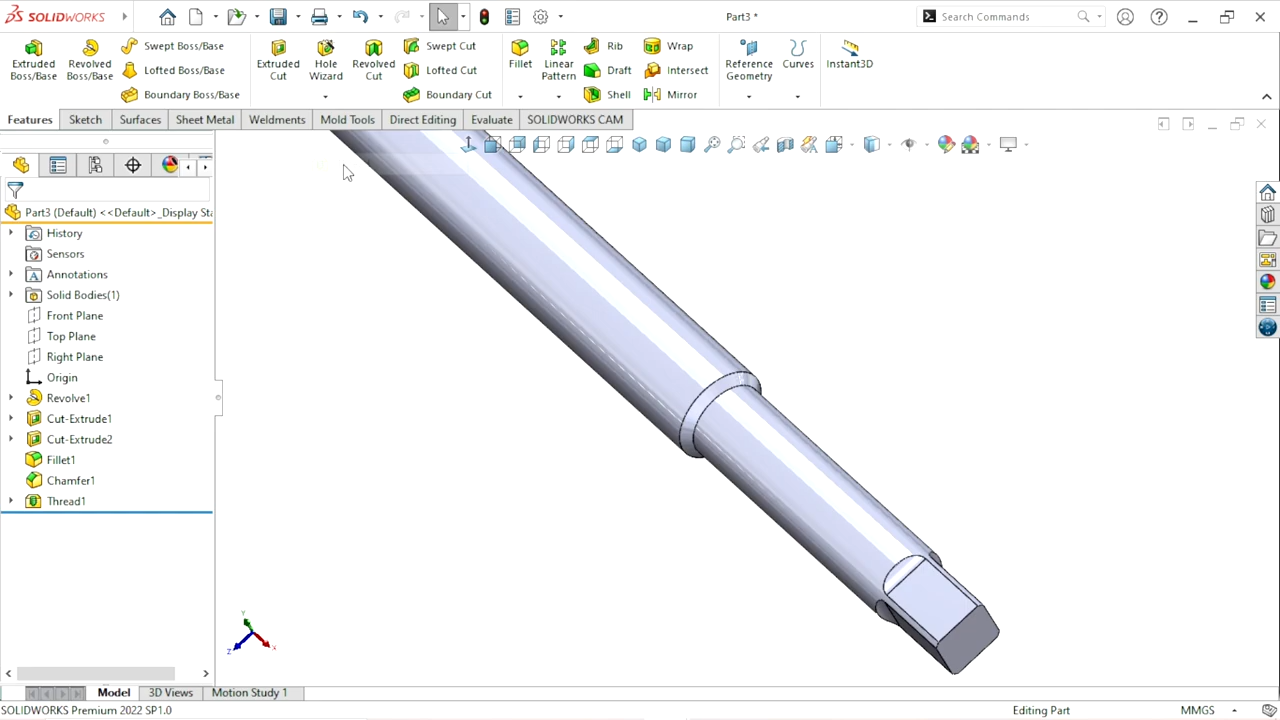 SOLIDWORKS
Part3 *
Search Commands
Extruded Boss/Base
Revolved Boss/Base
Swept Boss/Base
Lofted Boss/Base
Boundary Boss/Base
Extruded Cut
Hole Wizard
Revolved Cut
Swept Cut
Lofted Cut
Boundary Cut
Fillet
Linear Pattern
Rib
Draft
Shell
Wrap
Intersect
Mirror
Reference Geometry
Curves
Instant3D
Features
Sketch
Surfaces
Sheet Metal
Weldments
Mold Tools
Direct Editing
Evaluate
SOLIDWORKS CAM
Part3 (Default) <<Default>_Display Sta
History
Sensors
Annotations
Solid Bodies(1)
Front Plane
Top Plane
Right Plane
Origin
Revolve1
Cut-Extrude1
Cut-Extrude2
Fillet1
Chamfer1
Thread1
Y
Z
X
Model
3D Views
Motion Study 1
SOLIDWORKS Premium 2022 SP1.0
Editing Part
MMGS